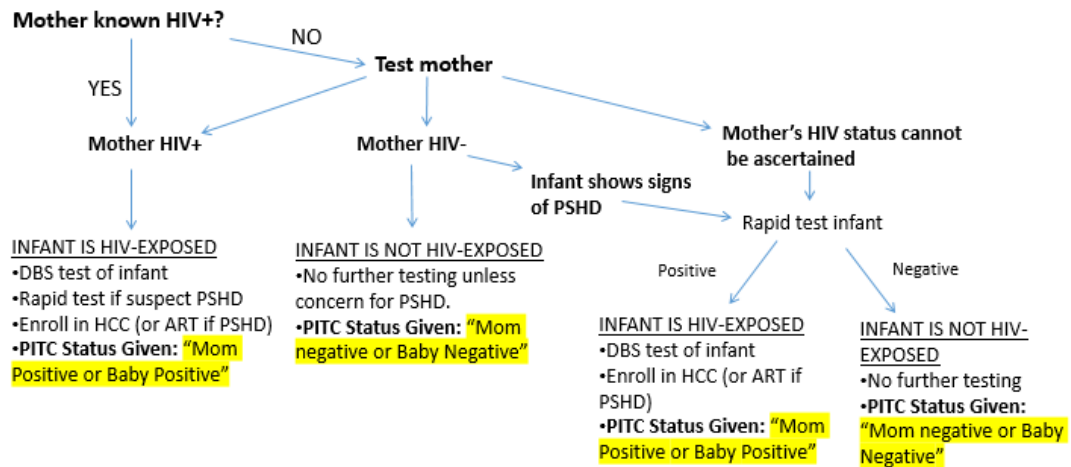 Mother known HIV+?
NO
Test mother
YES
Mother HIV+
Mother HIV-
Mother's HIV status cannot
be ascertained
Infant shows signs
of PSHD
Rapid test infant
Positive
Negative
INFANT IS HIV-EXPOSED
•DBS test of infant
•Rapid test if suspect PSHD
•Enroll in HCC (or ART if PSHD)
•PITC Status Given: “Mom
Positive or Baby Positive”
INFANT IS NOT HIV-EXPOSED
•No further testing unless
concern for PSHD.
•PITC Status Given: “Mom
negative or Baby Negative”
INFANT IS HIV-EXPOSED
•DBS test of infant
•Enroll in HCC (or ART if
PSHD)
•PITC Status Given: “Mom
Positive or Baby Positive”
INFANT IS NOT HIV-
EXPOSED
•No further testing
•PITC Status Given:
“Mom negative or Baby
Negative”